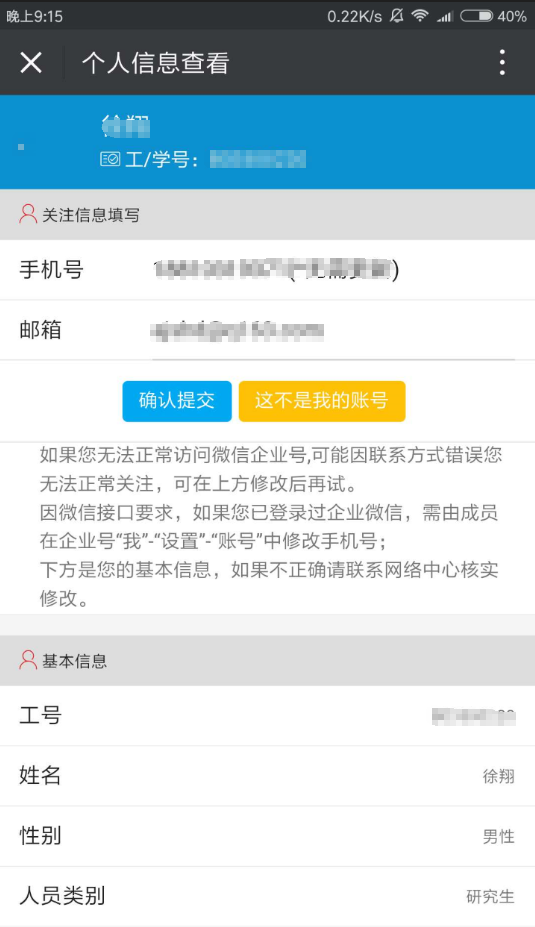 晚上9:15
0.22K/s
40%
个人信息查看
工/学号：
关注信息填写
手机号
邮箱
确认提交
这不是我的账号
如果您无法正常访问微信企业号,可能因联系方式错误您
无法正常关注，可在上方修改后再试。
因微信接口要求，如果您已登录过企业微信，需由成员
在企业号“我”-“设置”-“账号”中修改手机号；
下方是您的基本信息，如果不正确请联系网络中心核实
修改。
基本信息
工号
姓名
徐翔
性别
男性
人员类别
研究生